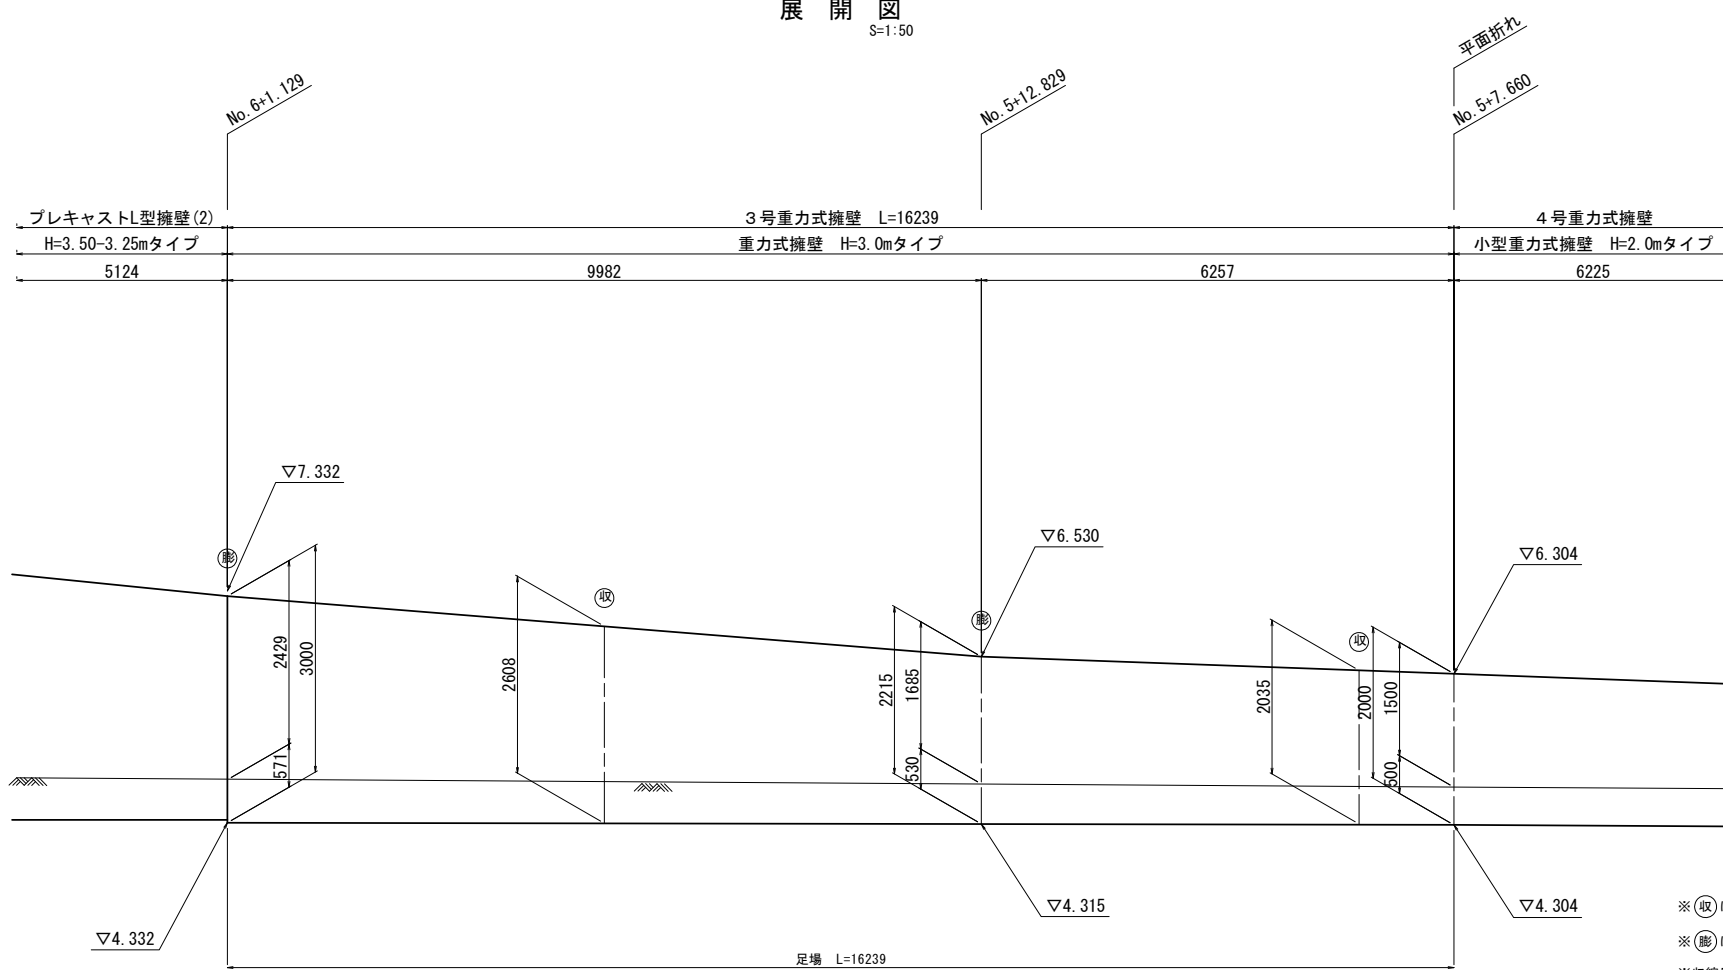 展 開 図
S=1:50
平面折れ
No.6+1.129
No.5+12.829
No.5+7.660
プレキャストL型擁壁(2)
3号重力式擁壁 L=16239
4号重力式擁壁
H=3.50-3.25mタイプ
重力式擁壁 H=3.0mタイプ
小型重力式擁壁 H=2.0mタイプ
5124
9982
6257
6225
▽7.332
▽6.530
▽6.304
膨
収
膨
収
2429
3000
571
2608
2215
1685
530
2035
2000
1500
500
▽4.332
▽4.315
▽4.304
※収
※膨
足場 L=16239